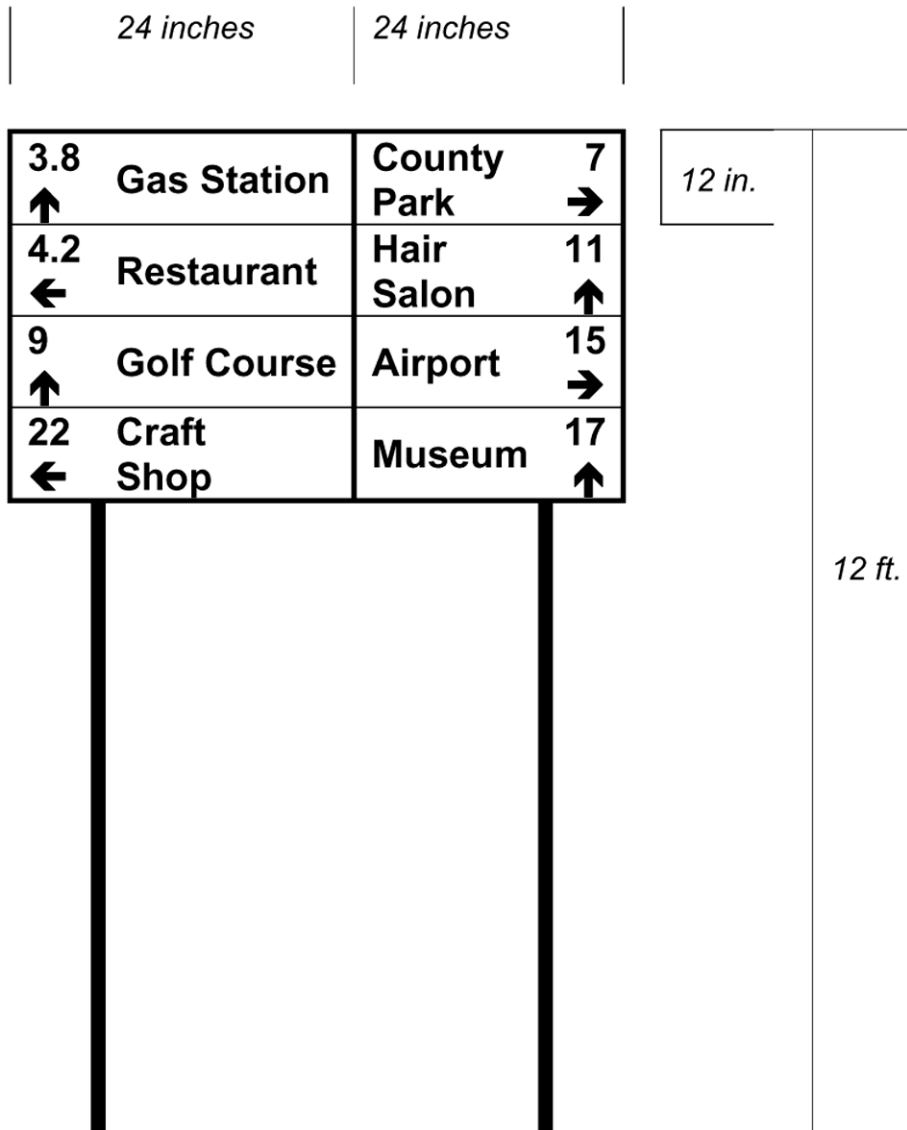 24 inches
24 inches
3.8
↑
Gas Station
County
Park
7
→
12 in.
4.2
←
Restaurant
Hair
Salon
11
↑
9
↑
Golf Course
Airport
15
→
22
←
Craft
Shop
Museum
17
↑
12 ft.